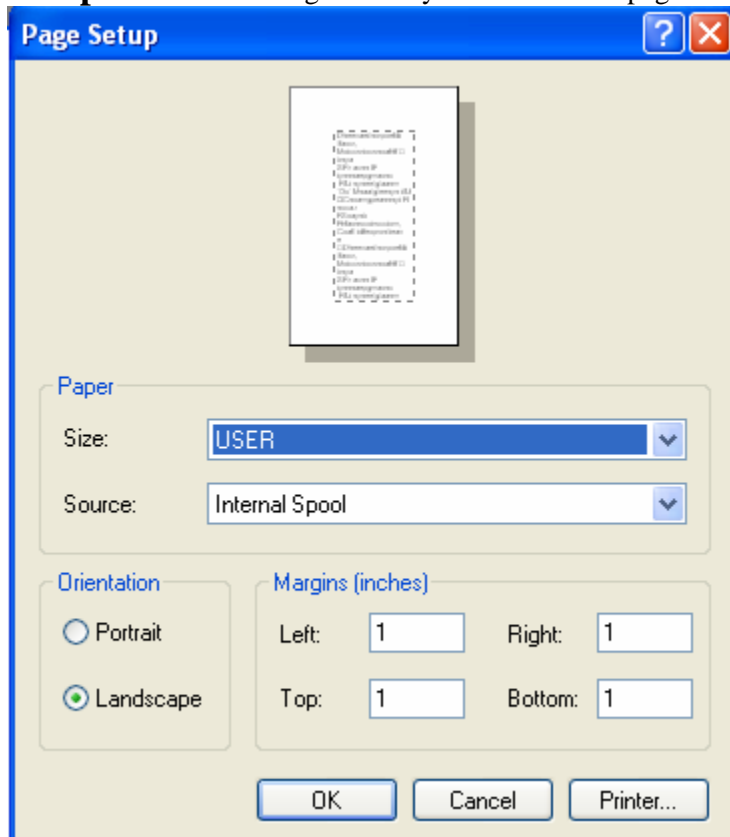 Page Setup
Paper
Size: USER
Source: Internal Spool
Orientation
Portrait
Landscape
Margins (inches)
Left: 1 Right: 1
Top: 1 Bottom: 1
OK Cancel Printer...